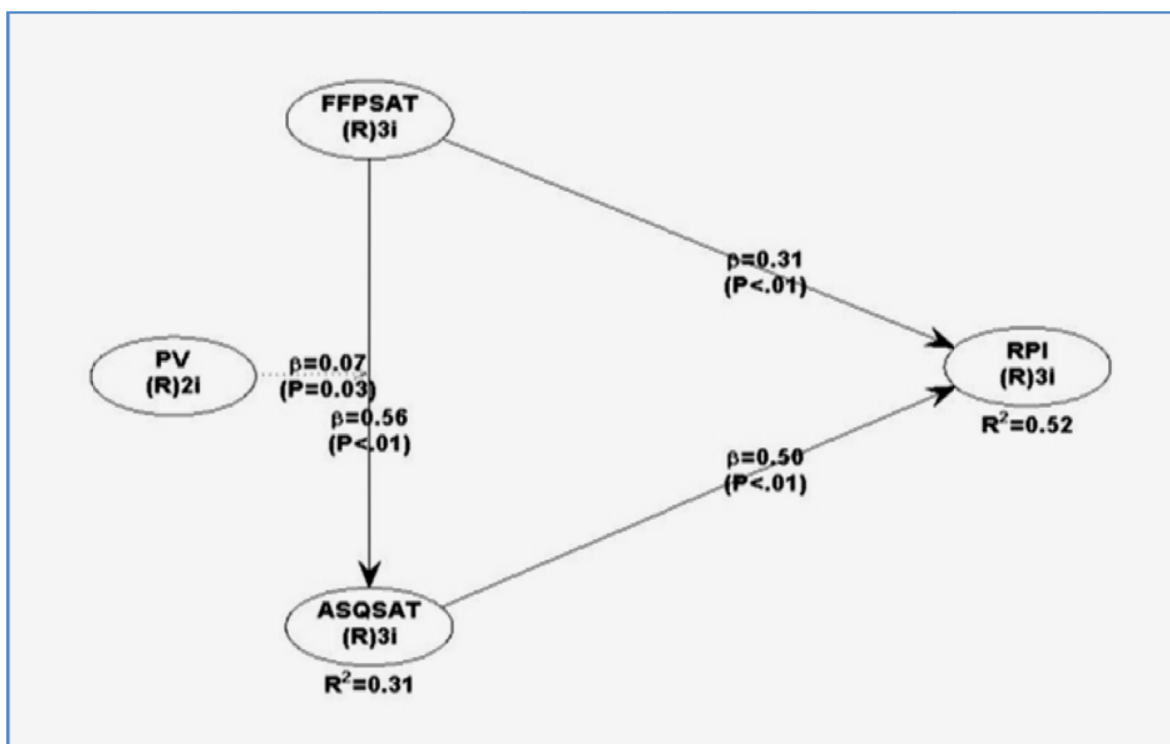 FFPSAT
(R)3i
β=0.31
(P<.01)
PV
(R)2i
β=0.07
(P=0.03)
β=0.56
(P<.01)
RPI
(R)3i
R²=0.52
β=0.50
(P<.01)
ASQSAT
(R)3i
R²=0.31